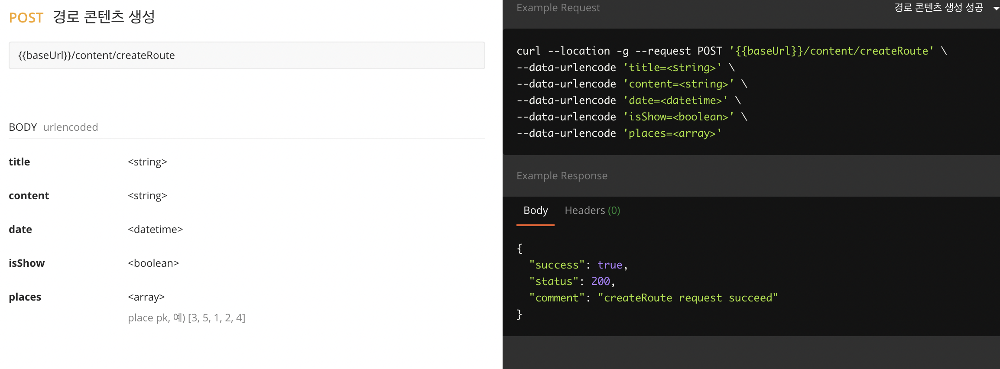 POST 경로 콘텐츠 생성
{{baseUrl}}/content/createRoute
BODY urlencoded
title <string>
content <string>
date <datetime>
isShow <boolean>
places <array>
place pk, 예) [3, 5, 1, 2, 4]
Example Request 경로 콘텐츠 생성 성공
curl --location -g --request POST '{{baseUrl}}/content/createRoute' \
--data-urlencode 'title=<string>' \
--data-urlencode 'content=<string>' \
--data-urlencode 'date=<datetime>' \
--data-urlencode 'isShow=<boolean>' \
--data-urlencode 'places=<array>'
Example Response
Body Headers (0)
{
"success": true,
"status": 200,
"comment": "createRoute request succeed"
}